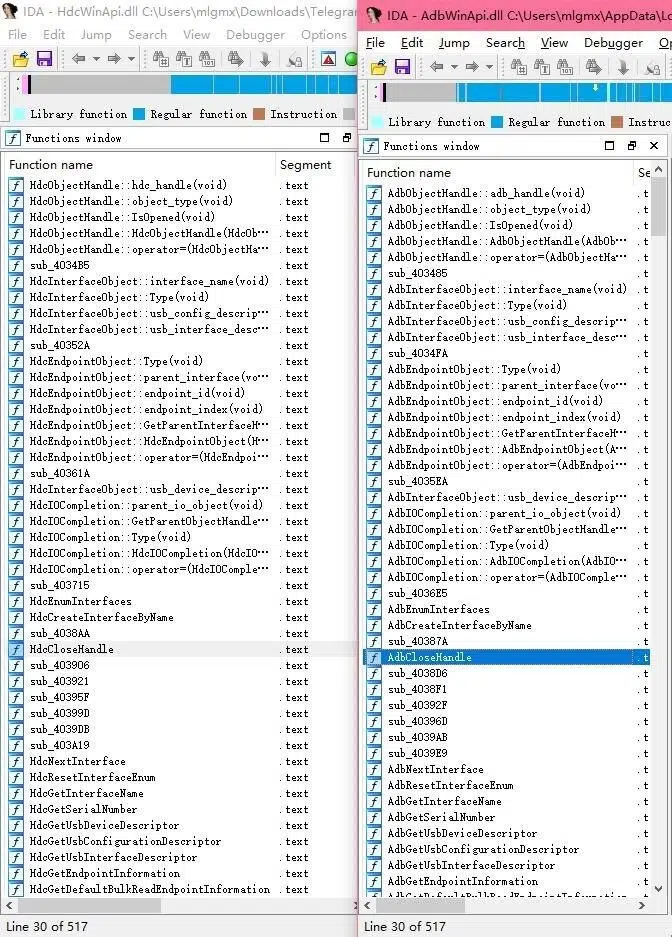 IDA - HdcWinApi.dll C:\Users\mlgmx\Downloads\Telegra
File Edit Jump Search View Debugger Options
Library function Regular function Instruction
Functions window
Function name Segment
HdcObjectHandle::hdc_handle(void) .text
HdcObjectHandle::object_type(void) .text
HdcObjectHandle::IsOpened(void) .text
HdcObjectHandle::HdcObjectHandle(HdcOb… .text
HdcObjectHandle::operator=(HdcObjectHa… .text
sub_4034B5 .text
HdcInterfaceObject::interface_name(void) .text
HdcInterfaceObject::Type(void) .text
HdcInterfaceObject::usb_config_descrip… .text
HdcInterfaceObject::usb_interface_desc… .text
sub_40352A .text
HdcEndpointObject::Type(void) .text
HdcEndpointObject::parent_interface(vo… .text
HdcEndpointObject::endpoint_id(void) .text
HdcEndpointObject::endpoint_index(void) .text
HdcEndpointObject::GetParentInterfaceH… .text
HdcEndpointObject::HdcEndpointObject(H… .text
HdcEndpointObject::operator=(HdcEndpoi… .text
sub_40361A .text
HdcInterfaceObject::usb_device_descrip… .text
HdcIOCompletion::parent_io_object(void) .text
HdcIOCompletion::GetParentObjectHandle… .text
HdcIOCompletion::Type(void) .text
HdcIOCompletion::HdcIOCompletion(HdcIO… .text
HdcIOCompletion::operator=(HdcIOComple… .text
sub_403715 .text
HdcEnumInterfaces .text
HdcCreateInterfaceByName .text
sub_4038AA .text
HdcCloseHandle .text
sub_403906 .text
sub_403921 .text
sub_40395F .text
sub_40399D .text
sub_4039DB .text
sub_403A19 .text
HdcNextInterface .text
HdcResetInterfaceEnum .text
HdcGetInterfaceName .text
HdcGetSerialNumber .text
HdcGetUsbDeviceDescriptor .text
HdcGetUsbConfigurationDescriptor .text
HdcGetUsbInterfaceDescriptor .text
HdcGetEndpointInformation .text
HdcGetDefaultBulkReadEndpointInformation .text
Line 30 of 517
IDA - AdbWinApi.dll C:\Users\mlgmx\AppData\Lo
File Edit Jump Search View Debugger
Library function Regular function Instruc
Functions window
Function name Se
AdbObjectHandle::adb_handle(void) .t
AdbObjectHandle::object_type(void) .t
AdbObjectHandle::IsOpened(void) .t
AdbObjectHandle::AdbObjectHandle(AdbOb… .t
AdbObjectHandle::operator=(AdbObjectHa… .t
sub_403485 .t
AdbInterfaceObject::interface_name(void) .t
AdbInterfaceObject::Type(void) .t
AdbInterfaceObject::usb_config_descrip… .t
AdbInterfaceObject::usb_interface_desc… .t
sub_4034FA .t
AdbEndpointObject::Type(void) .t
AdbEndpointObject::parent_interface(vo… .t
AdbEndpointObject::endpoint_id(void) .t
AdbEndpointObject::endpoint_index(void) .t
AdbEndpointObject::GetParentInterfaceH… .t
AdbEndpointObject::AdbEndpointObject(A… .t
AdbEndpointObject::operator=(AdbEndpoi… .t
sub_4035EA .t
AdbInterfaceObject::usb_device_descrip… .t
AdbIOCompletion::parent_io_object(void) .t
AdbIOCompletion::GetParentObjectHandle… .t
AdbIOCompletion::Type(void) .t
AdbIOCompletion::AdbIOCompletion(AdbIO… .t
AdbIOCompletion::operator=(AdbIOComple… .t
sub_4036E5 .t
AdbEnumInterfaces .t
AdbCreateInterfaceByName .t
sub_40387A .t
AdbCloseHandle .t
sub_4038D6 .t
sub_4038F1 .t
sub_40392F .t
sub_40396D .t
sub_4039AB .t
sub_4039E9 .t
AdbNextInterface .t
AdbResetInterfaceEnum .t
AdbGetInterfaceName .t
AdbGetSerialNumber .t
AdbGetUsbDeviceDescriptor .t
AdbGetUsbConfigurationDescriptor .t
AdbGetUsbInterfaceDescriptor .t
AdbGetEndpointInformation .t
AdbGetDefaultBulkReadEndpointInformation .t
Line 30 of 517